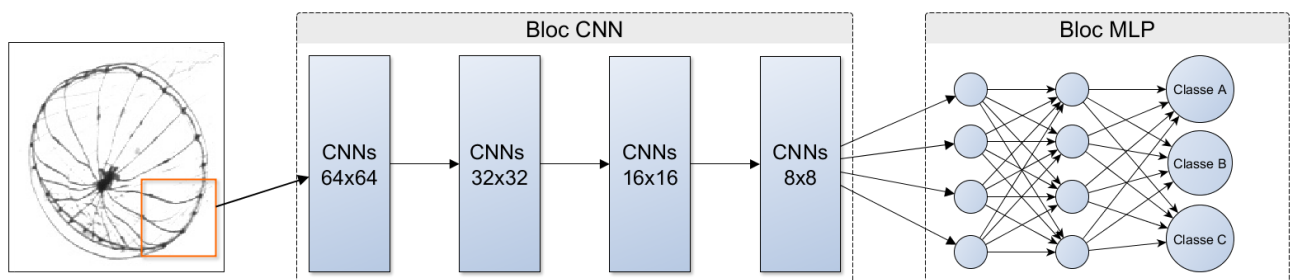 Bloc CNN
Bloc MLP
CNNs
64x64
CNNs
32x32
CNNs
16x16
CNNs
8x8
Classe A
Classe B
Classe C